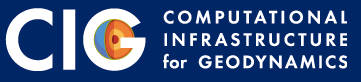 CIG
COMPUTATIONAL
INFRASTRUCTURE
for GEODYNAMICS